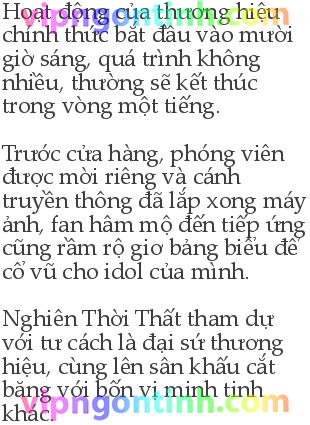 Hoạt động của thương hiệu
chính thức bắt đầu vào mười
giờ sáng, quá trình không
nhiều, thường sẽ kết thúc
trong vòng một tiếng.
vipngontinh.com
Trước cửa hàng, phóng viên
được mời riêng và cánh
truyền thông đã lắp xong máy
ảnh, fan hâm mộ đến tiếp ứng
cũng rầm rộ giơ bảng biểu để
cổ vũ cho idol của mình.
Nghiên Thời Thất tham dự
với tư cách là đại sứ thương
hiệu, cùng lên sân khấu cắt
băng với bốn vị minh tinh
khác.
vipngontinh.com